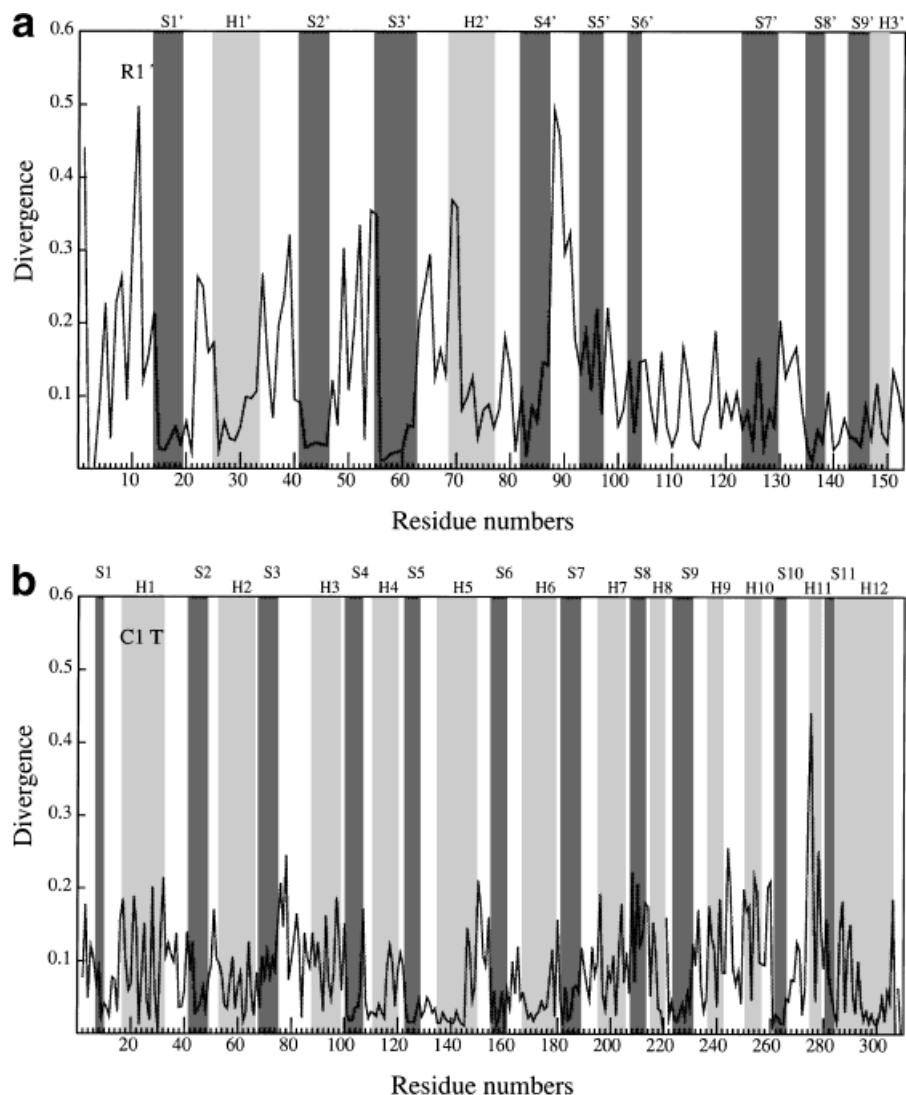 a
S1' H1' S2' S3' H2' S4' S5' S6' S7' S8' S9' H3'
0.6
R1 '
0.5
0.4
0.3
0.2
0.1
Divergence
10 20 30 40 50 60 70 80 90 100 110 120 130 140 150
Residue numbers
b
S1 S2 S3 S4 S5 S6 S7 S8 S9 S10 S11
H1 H2 H3 H4 H5 H6 H7 H8 H9 H10 H11 H12
0.6
C1 T
0.5
0.4
0.3
0.2
0.1
Divergence
20 40 60 80 100 120 140 160 180 200 220 240 260 280 300
Residue numbers